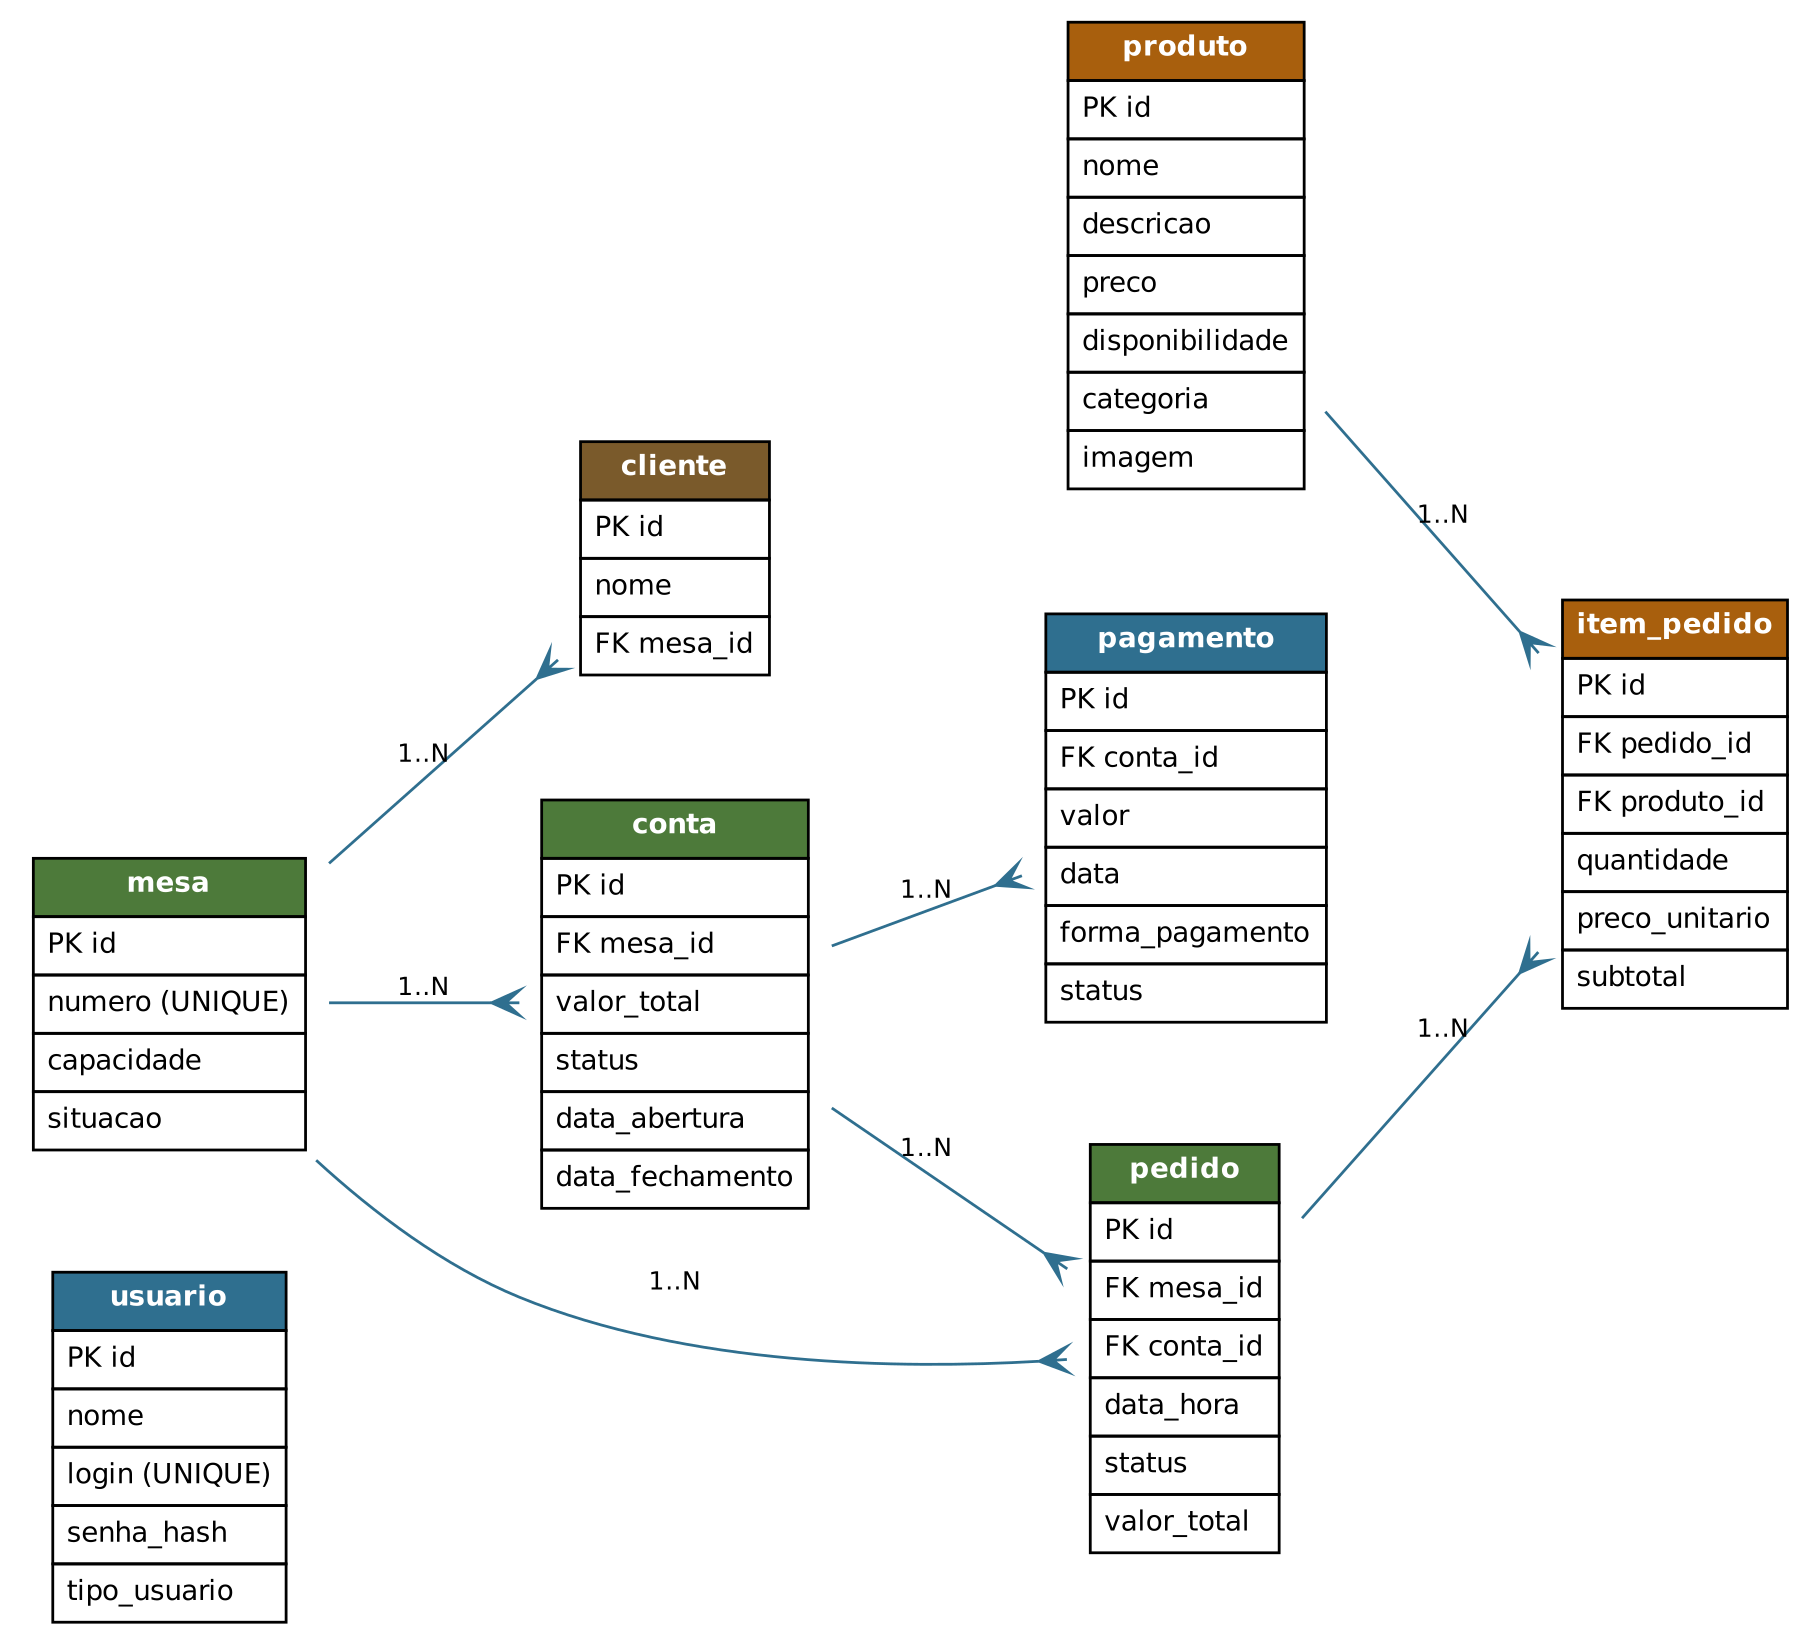 produto
PK id
nome
descricao
preco
disponibilidade
categoria
imagem
cliente
PK id
nome
FK mesa_id
pagamento
PK id
FK conta_id
valor
data
forma_pagamento
status
item_pedido
PK id
FK pedido_id
FK produto_id
quantidade
preco_unitario
subtotal
conta
PK id
FK mesa_id
valor_total
status
data_abertura
data_fechamento
mesa
PK id
numero (UNIQUE)
capacidade
situacao
pedido
PK id
FK mesa_id
FK conta_id
data_hora
status
valor_total
usuario
PK id
nome
login (UNIQUE)
senha_hash
tipo_usuario
1..N
1..N
1..N
1..N
1..N
1..N
1..N